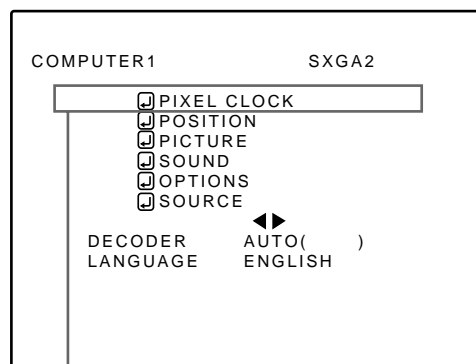 COMPUTER1 SXGA2
PIXEL CLOCK
POSITION
PICTURE
SOUND
OPTIONS
SOURCE
DECODER AUTO( )
LANGUAGE ENGLISH